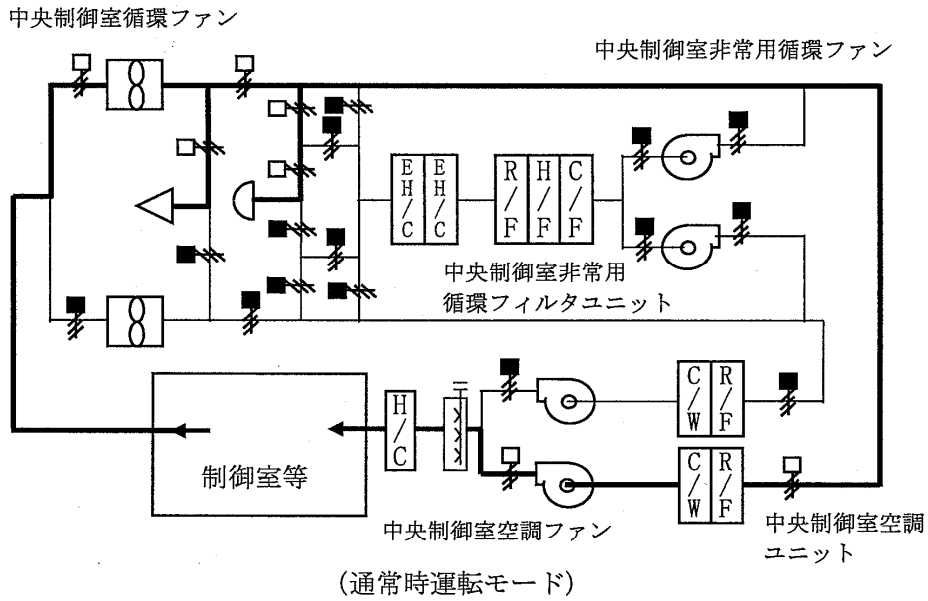 中央制御室循環ファン
中央制御室非常用循環ファン
EH/C
EH/C
R/F
H/F
C/F
中央制御室非常用
循環フィルタユニット
H/C
C/W
R/F
制御室等
C/W
R/F
中央制御室空調ファン
中央制御室空調
ユニット
(通常時運転モード)